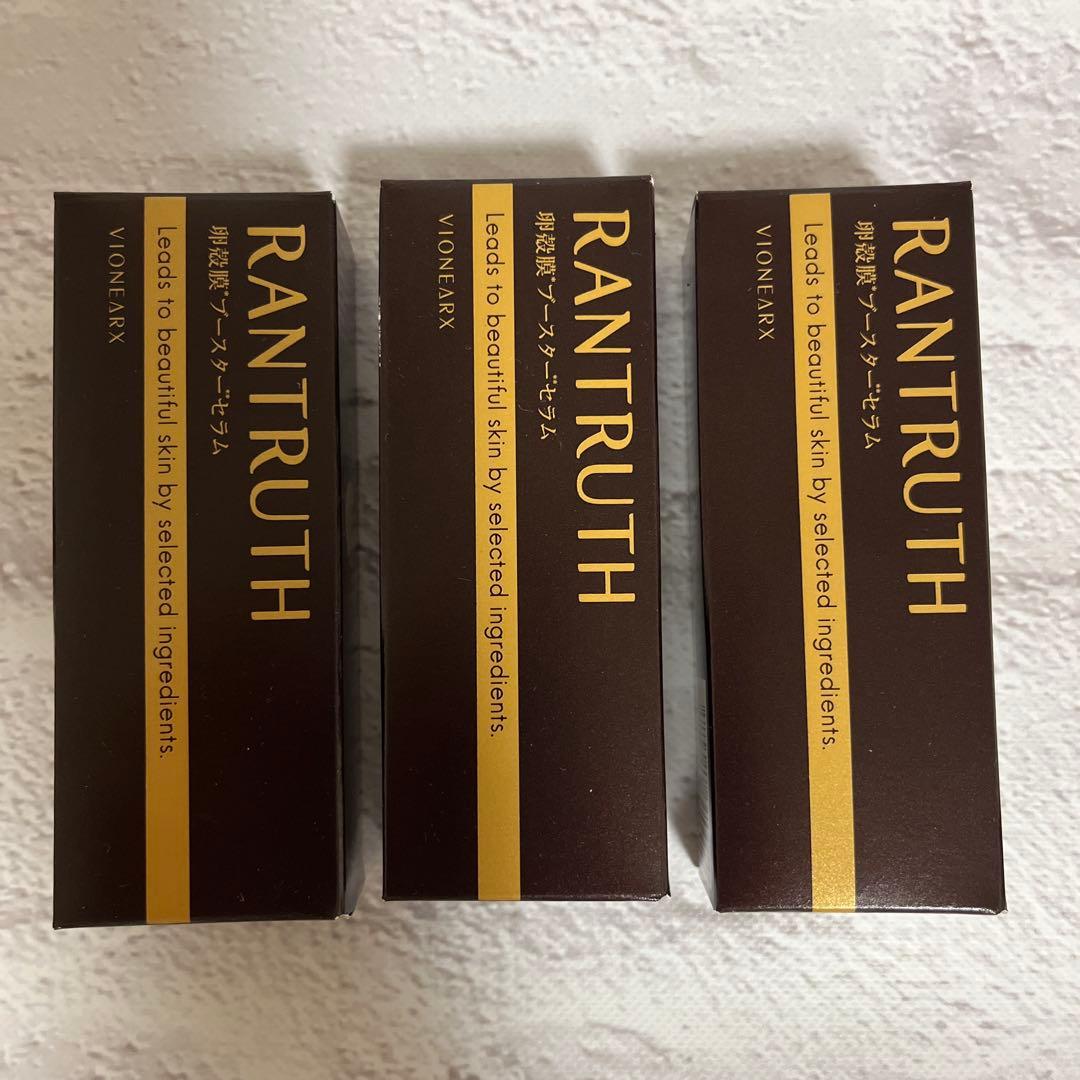 RANTRUTH
卵殻膜*ブースターセラム
Leads to beautiful skin by selected ingredients.
VIONEARX
RANTRUTH
卵殻膜*ブースターセラム
Leads to beautiful skin by selected ingredients.
VIONEARX
RANTRUTH
卵殻膜*ブースターセラム
Leads to beautiful skin by selected ingredients.
VIONEARX